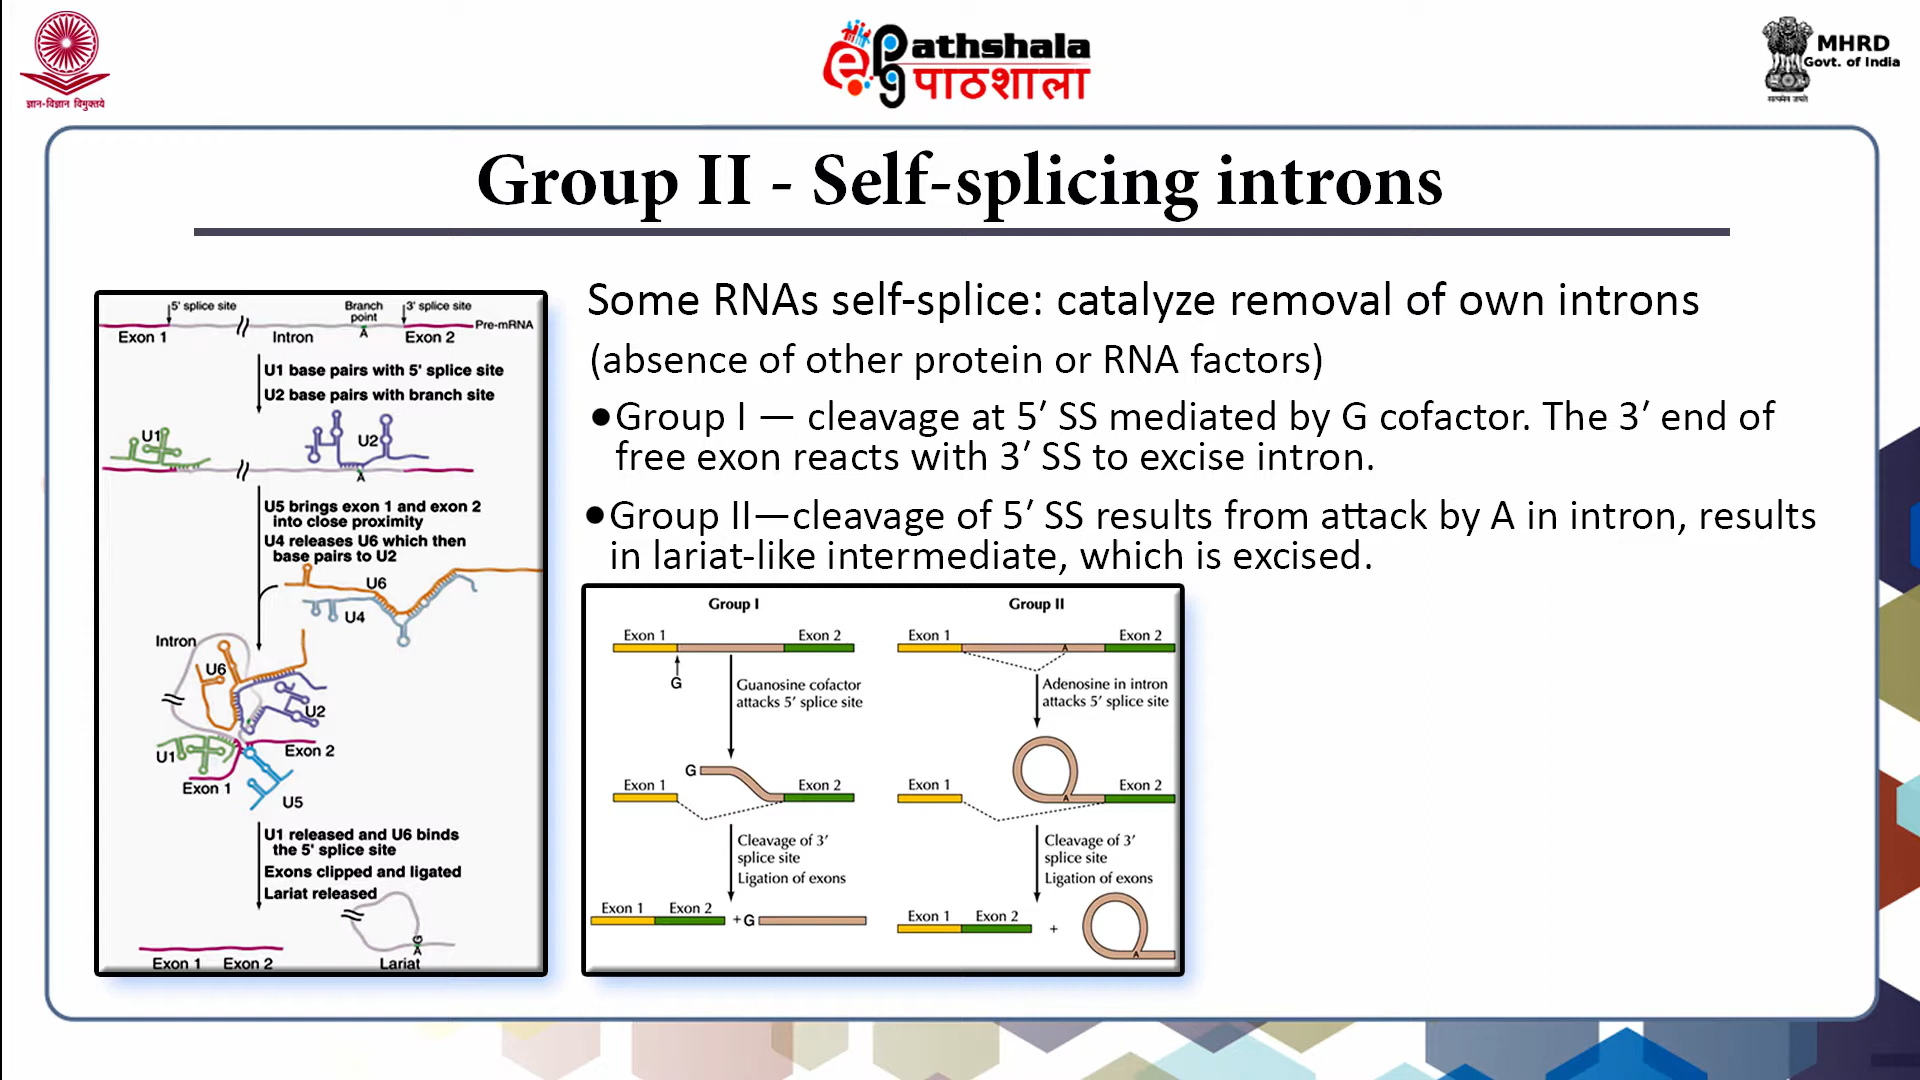 ज्ञान-विज्ञान विमुक्तये
ePG Pathshala
पाठशाला
MHRD
Govt. of India
सत्यमेव जयते
Group II - Self-splicing introns
Some RNAs self-splice: catalyze removal of own introns
(absence of other protein or RNA factors)
●Group I — cleavage at 5′ SS mediated by G cofactor. The 3′ end of
free exon reacts with 3′ SS to excise intron.
●Group II—cleavage of 5′ SS results from attack by A in intron, results
in lariat-like intermediate, which is excised.
5' splice site
Branch
point
3' splice site
A
Pre-mRNA
Exon 1
Intron
Exon 2
U1 base pairs with 5' splice site
U2 base pairs with branch site
U1
U2
A
U5 brings exon 1 and exon 2
into close proximity
U4 releases U6 which then
base pairs to U2
U6
U4
Intron
U6
U2
U1
Exon 2
Exon 1
U5
U1 released and U6 binds
the 5' splice site
Exons clipped and ligated
Lariat released
G
A
Exon 1 Exon 2
Lariat
Group I
Exon 1
Exon 2
G
Guanosine cofactor
attacks 5′ splice site
G
Exon 1
Exon 2
Cleavage of 3′
splice site
Ligation of exons
Exon 1 Exon 2
+G
Group II
Exon 1
Exon 2
A
Adenosine in intron
attacks 5′ splice site
Exon 1
Exon 2
A
Cleavage of 3′
splice site
Ligation of exons
Exon 1 Exon 2
+
A